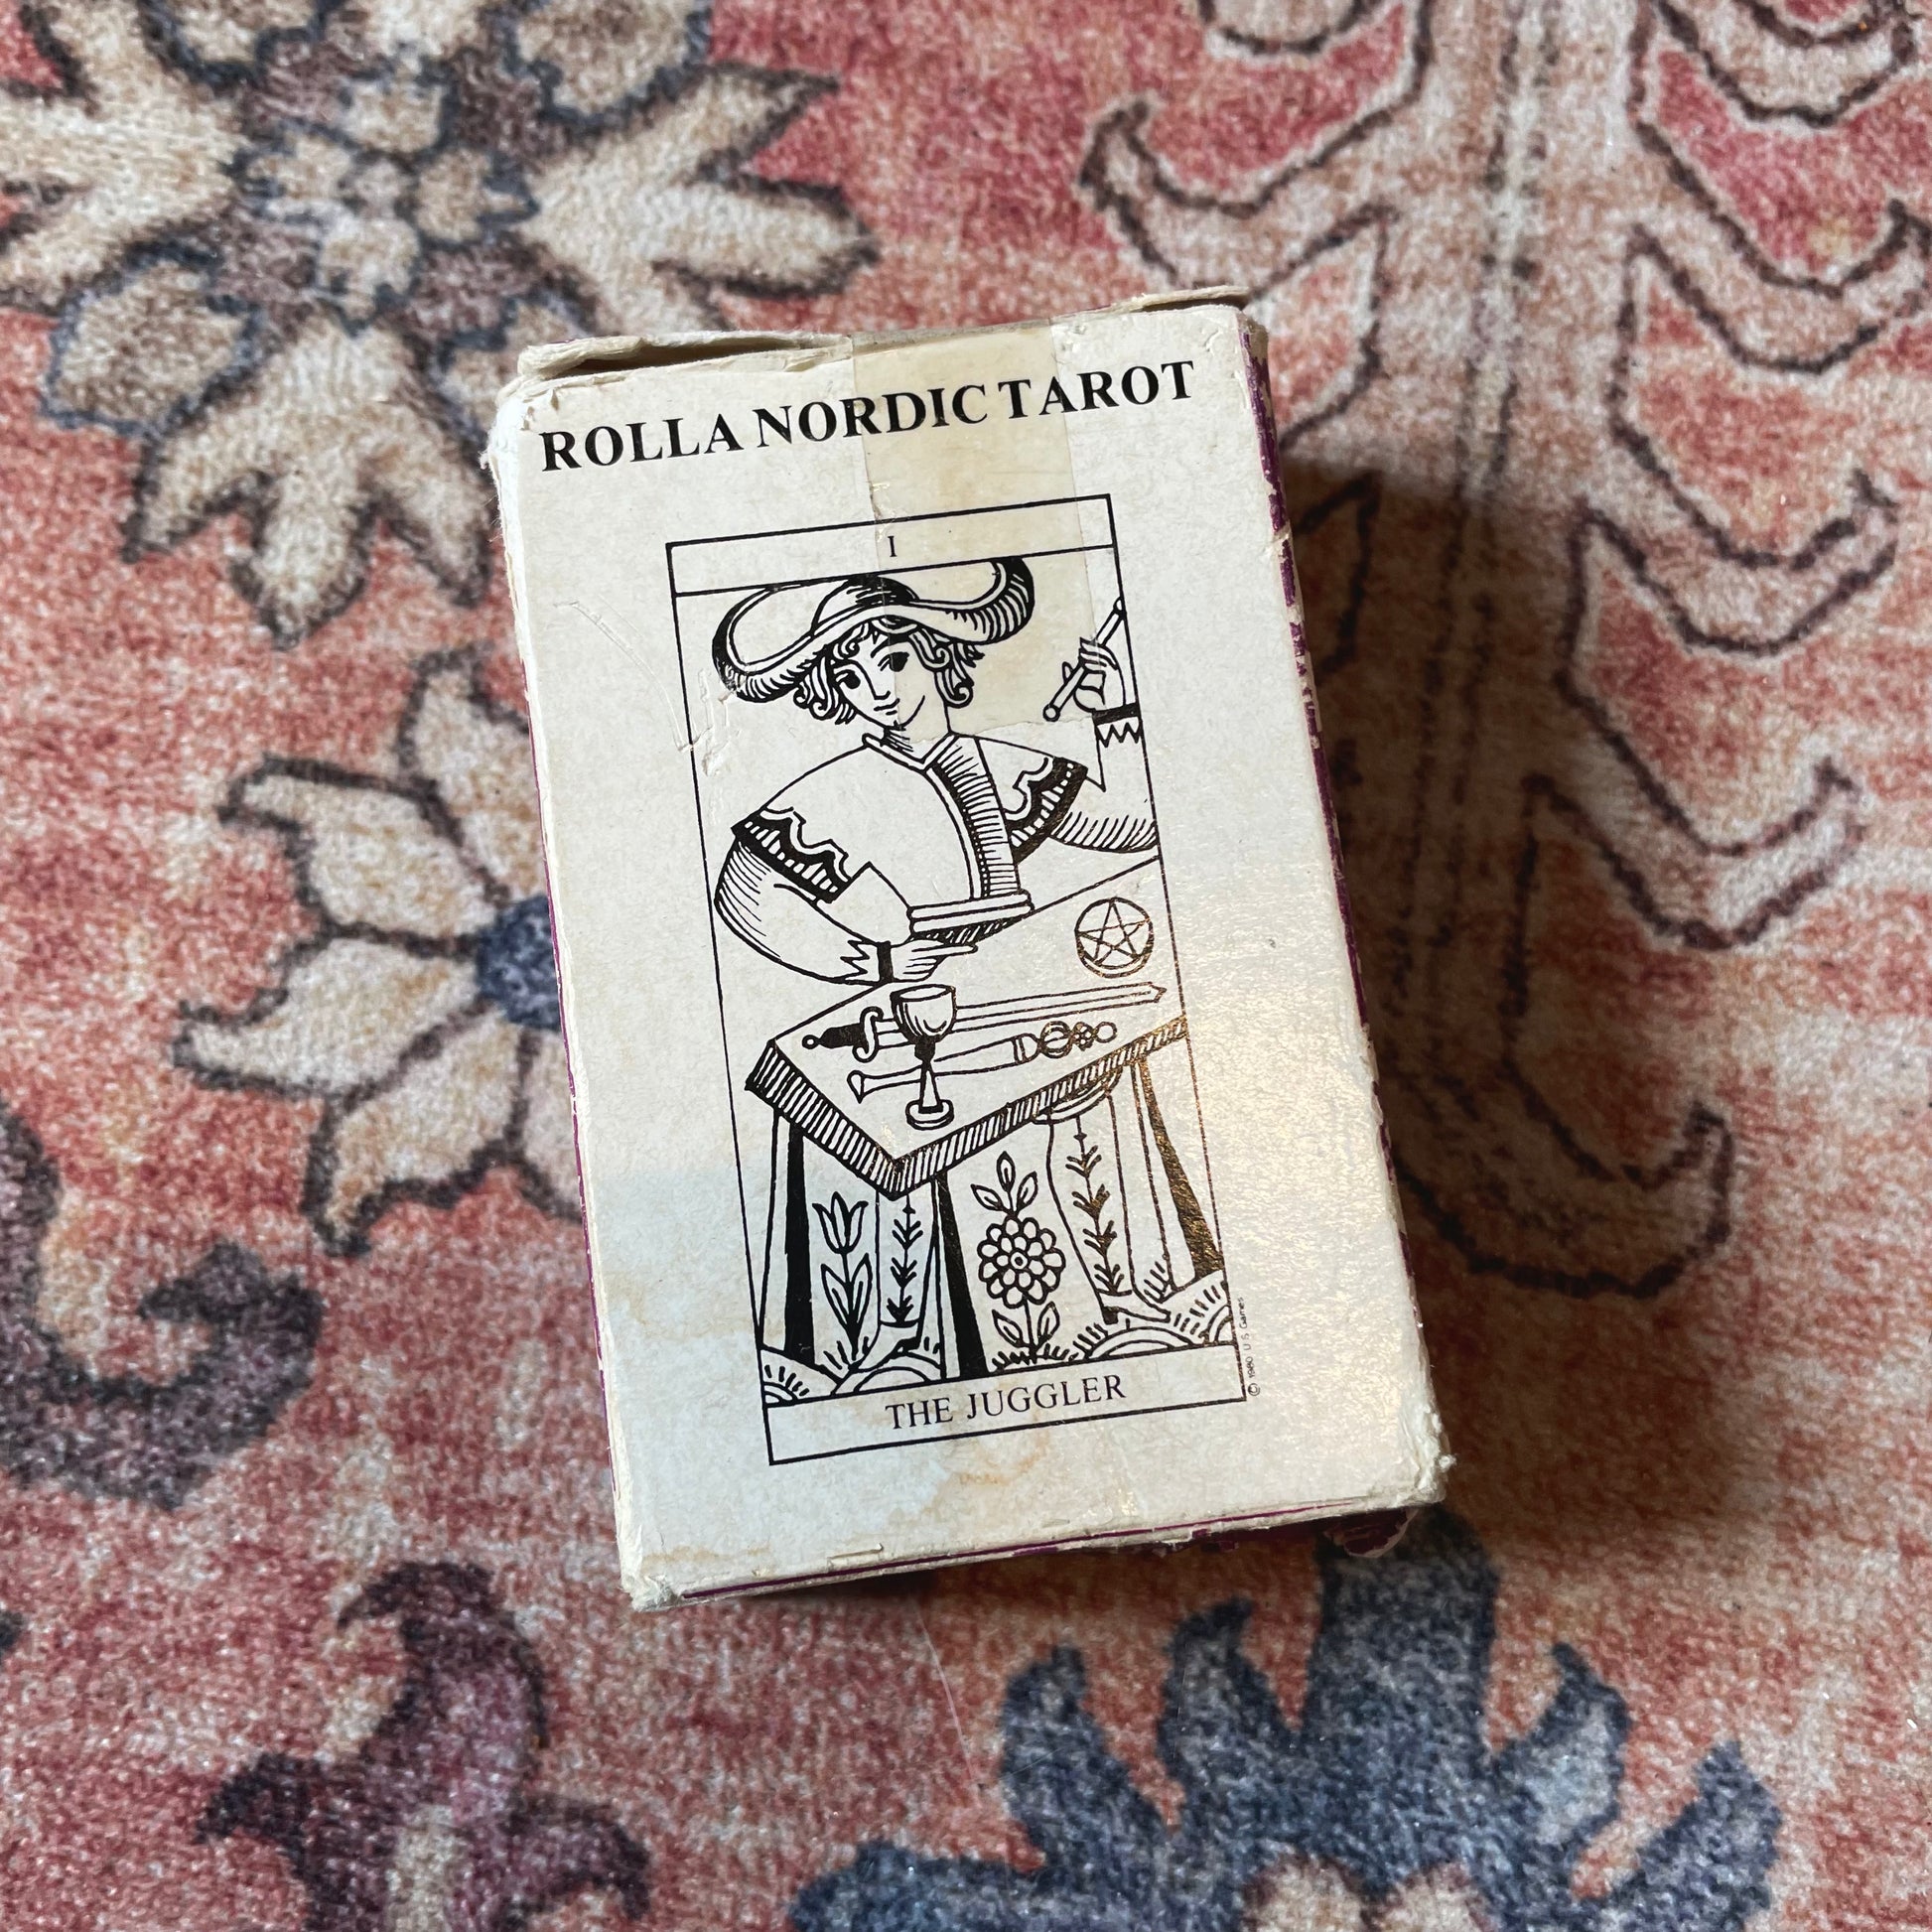 ROLLA NORDIC TAROT
I
THE JUGGLER
© 1980 U S Games